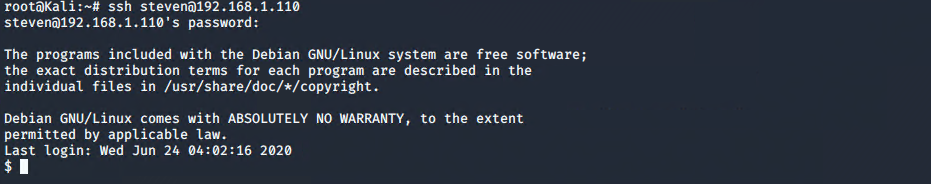 root@Kali:~# ssh steven@192.168.1.110
steven@192.168.1.110's password:
The programs included with the Debian GNU/Linux system are free software;
the exact distribution terms for each program are described in the
individual files in /usr/share/doc/*/copyright.
Debian GNU/Linux comes with ABSOLUTELY NO WARRANTY, to the extent
permitted by applicable law.
Last login: Wed Jun 24 04:02:16 2020
$